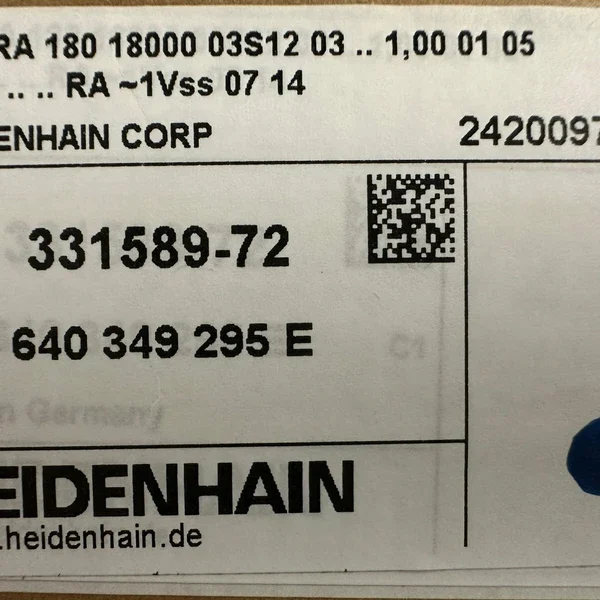 RA 180 18000 03S12 03 .. 1,00 01 05
.. .. RA ~1Vss 07 14
ENHAIN CORP
2420097
331589-72
640 349 295 E
C1
n Germany
EIDENHAIN
.heidenhain.de